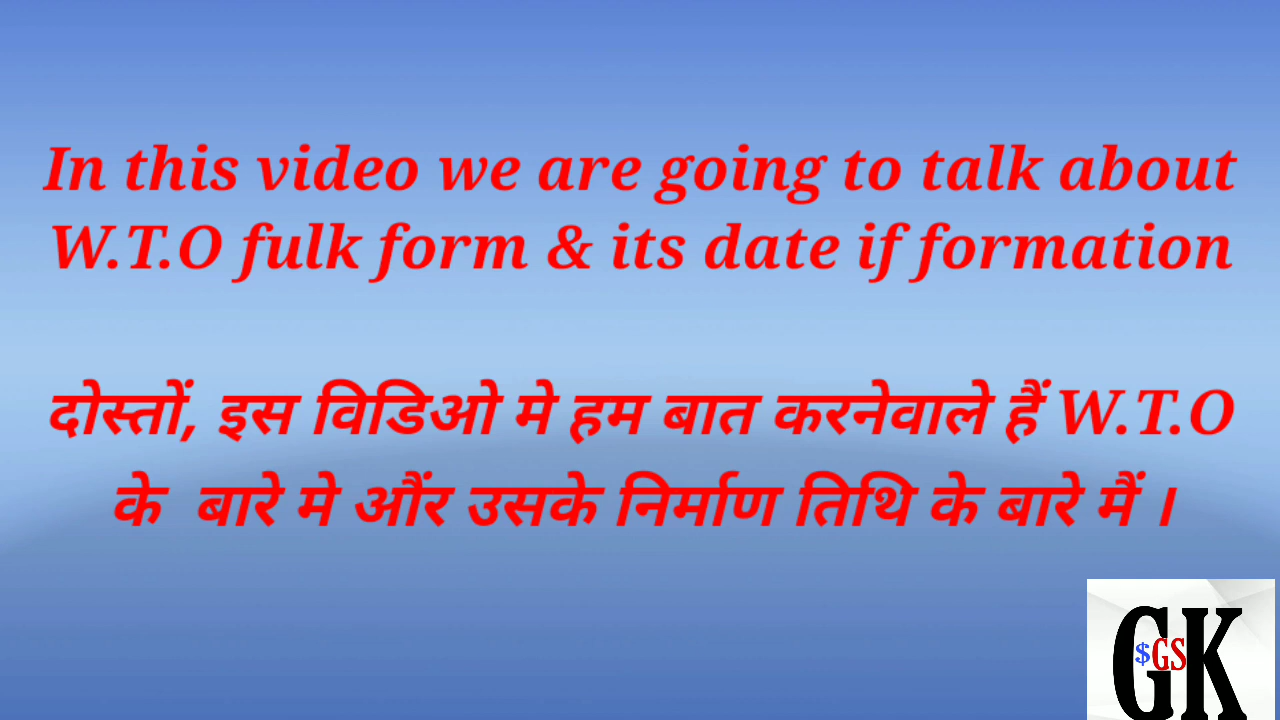 In this video we are going to talk about
W.T.O fulk form & its date if formation
दोस्तों, इस विडिओ मे हम बात करनेवाले हैं W.T.O
के बारे मे औंर उसके निर्माण तिथि के बारे मैं ।
GK
$GS